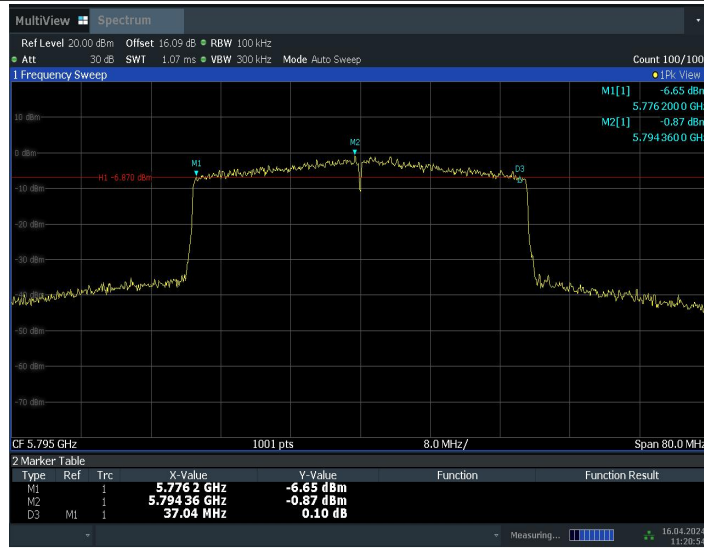 MultiView Spectrum
Ref Level 20.00 dBm Offset 16.09 dB RBW 100 kHz
Att 30 dB SWT 1.07 ms VBW 300 kHz Mode Auto Sweep Count 100/100
1 Frequency Sweep 1Pk View
M1[1] -6.65 dBm
5.776 200 0 GHz
M2[1] -0.87 dBm
5.794 360 0 GHz
10 dBm
M2
0 dBm
M1
D3
H1 -6.870 dBm
-10 dBm
-20 dBm
-30 dBm
-40 dBm
-50 dBm
-60 dBm
-70 dBm
CF 5.795 GHz 1001 pts 8.0 MHz/ Span 80.0 MHz
2 Marker Table
Type Ref Trc X-Value Y-Value Function Function Result
M1 1 5.776 2 GHz -6.65 dBm
M2 1 5.794 36 GHz -0.87 dBm
D3 M1 1 37.04 MHz 0.10 dB
Measuring... 16.04.2024
11:20:54